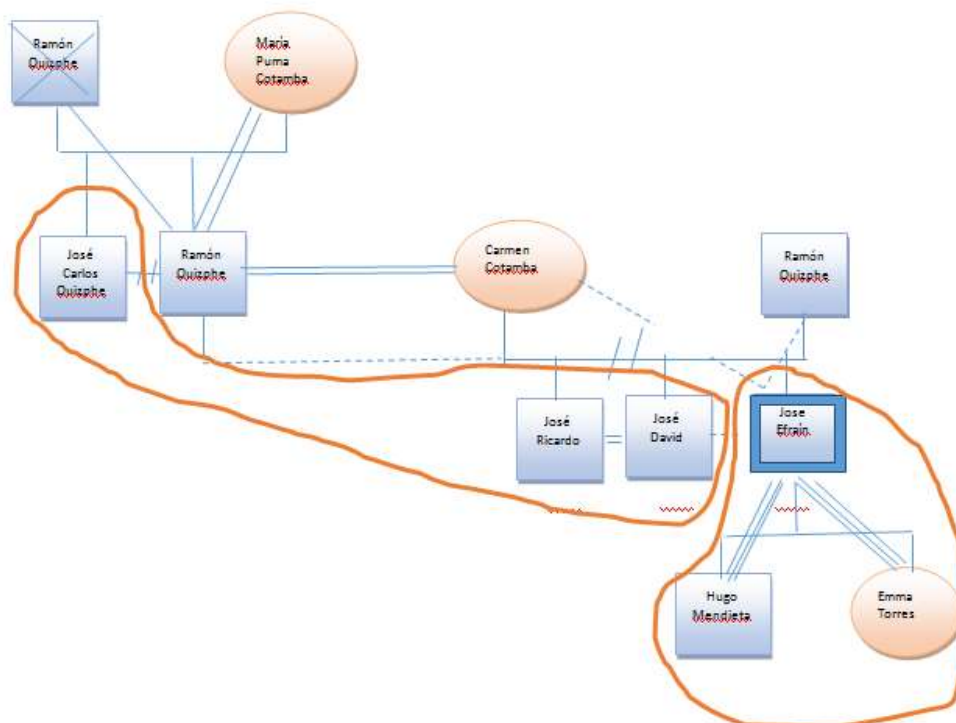 Ramón
Quizphe
María
Puma
Cotamba
José
Carlos
Quizphe
Ramón
Quizphe
Carmen
Cotamba
Ramón
Quizphe
José
Ricardo
José
David
Jose
Efraín
Hugo
Mendieta
Emma
Torres